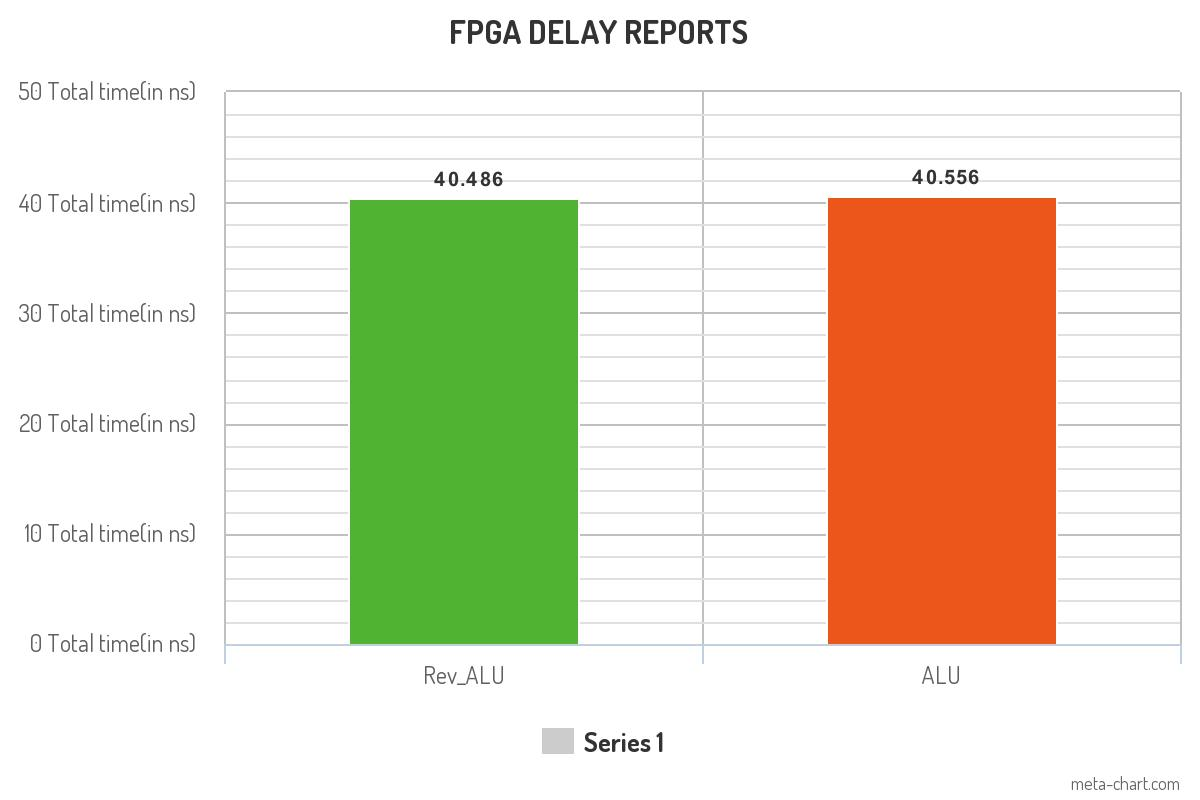 FPGA DELAY REPORTS
50 Total time(in ns)
40 Total time(in ns)
30 Total time(in ns)
20 Total time(in ns)
10 Total time(in ns)
0 Total time(in ns)
40.486
40.556
Rev_ALU
ALU
Series 1
meta-chart.com